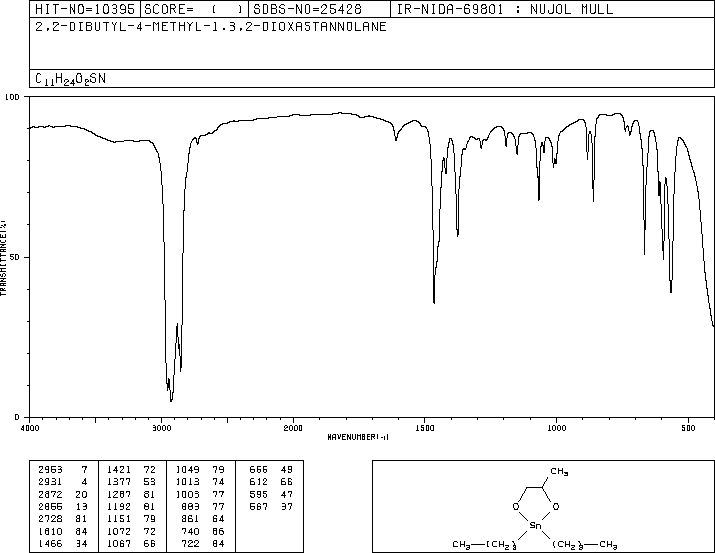 HIT-NO=10395 SCORE= ( ) SDBS-NO=25428 IR-NIDA-69801 : NUJOL MULL
2,2-DIBUTYL-4-METHYL-1,3,2-DIOXASTANNOLANE
C11H24O2SN
100
50
0
TRANSMITTANCE(%)
4000 3000 2000 1500 1000 500
WAVENUMBER(-1)
2963 7 1421 72 1049 79 666 49
2931 4 1377 53 1013 74 612 66
2872 20 1287 81 1003 77 595 47
2855 13 1192 81 883 77 567 37
2728 81 1151 79 861 64
1610 84 1072 72 740 86
1466 34 1067 66 722 84
CH3
O O
Sn
CH3—(CH2)3 (CH2)3—CH3